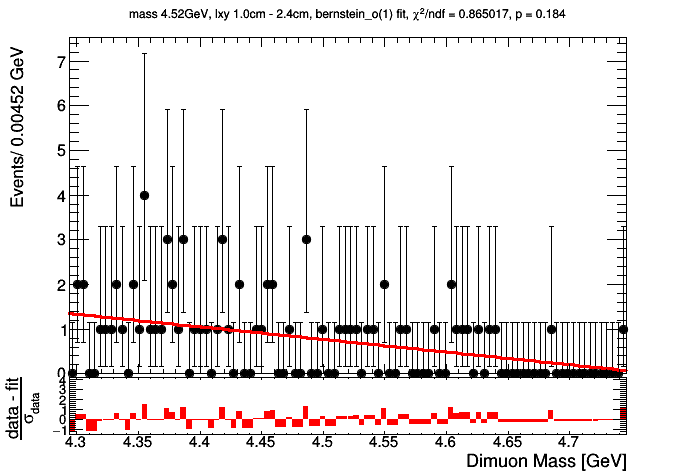 mass 4.52GeV, lxy 1.0cm - 2.4cm, bernstein_o(1) fit, χ²/ndf = 0.865017, p = 0.184
Events/ 0.00452 GeV
7
6
5
4
3
2
1
0
data - fit
σdata
4
3
2
1
0
−1
4.3 4.35 4.4 4.45 4.5 4.55 4.6 4.65 4.7
Dimuon Mass [GeV]